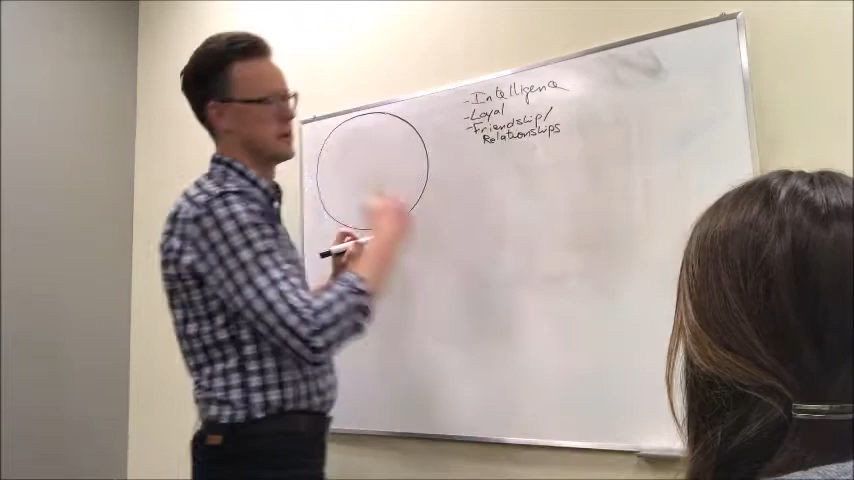 - Intelligence
- Loyal
- Friendship/
Relationships